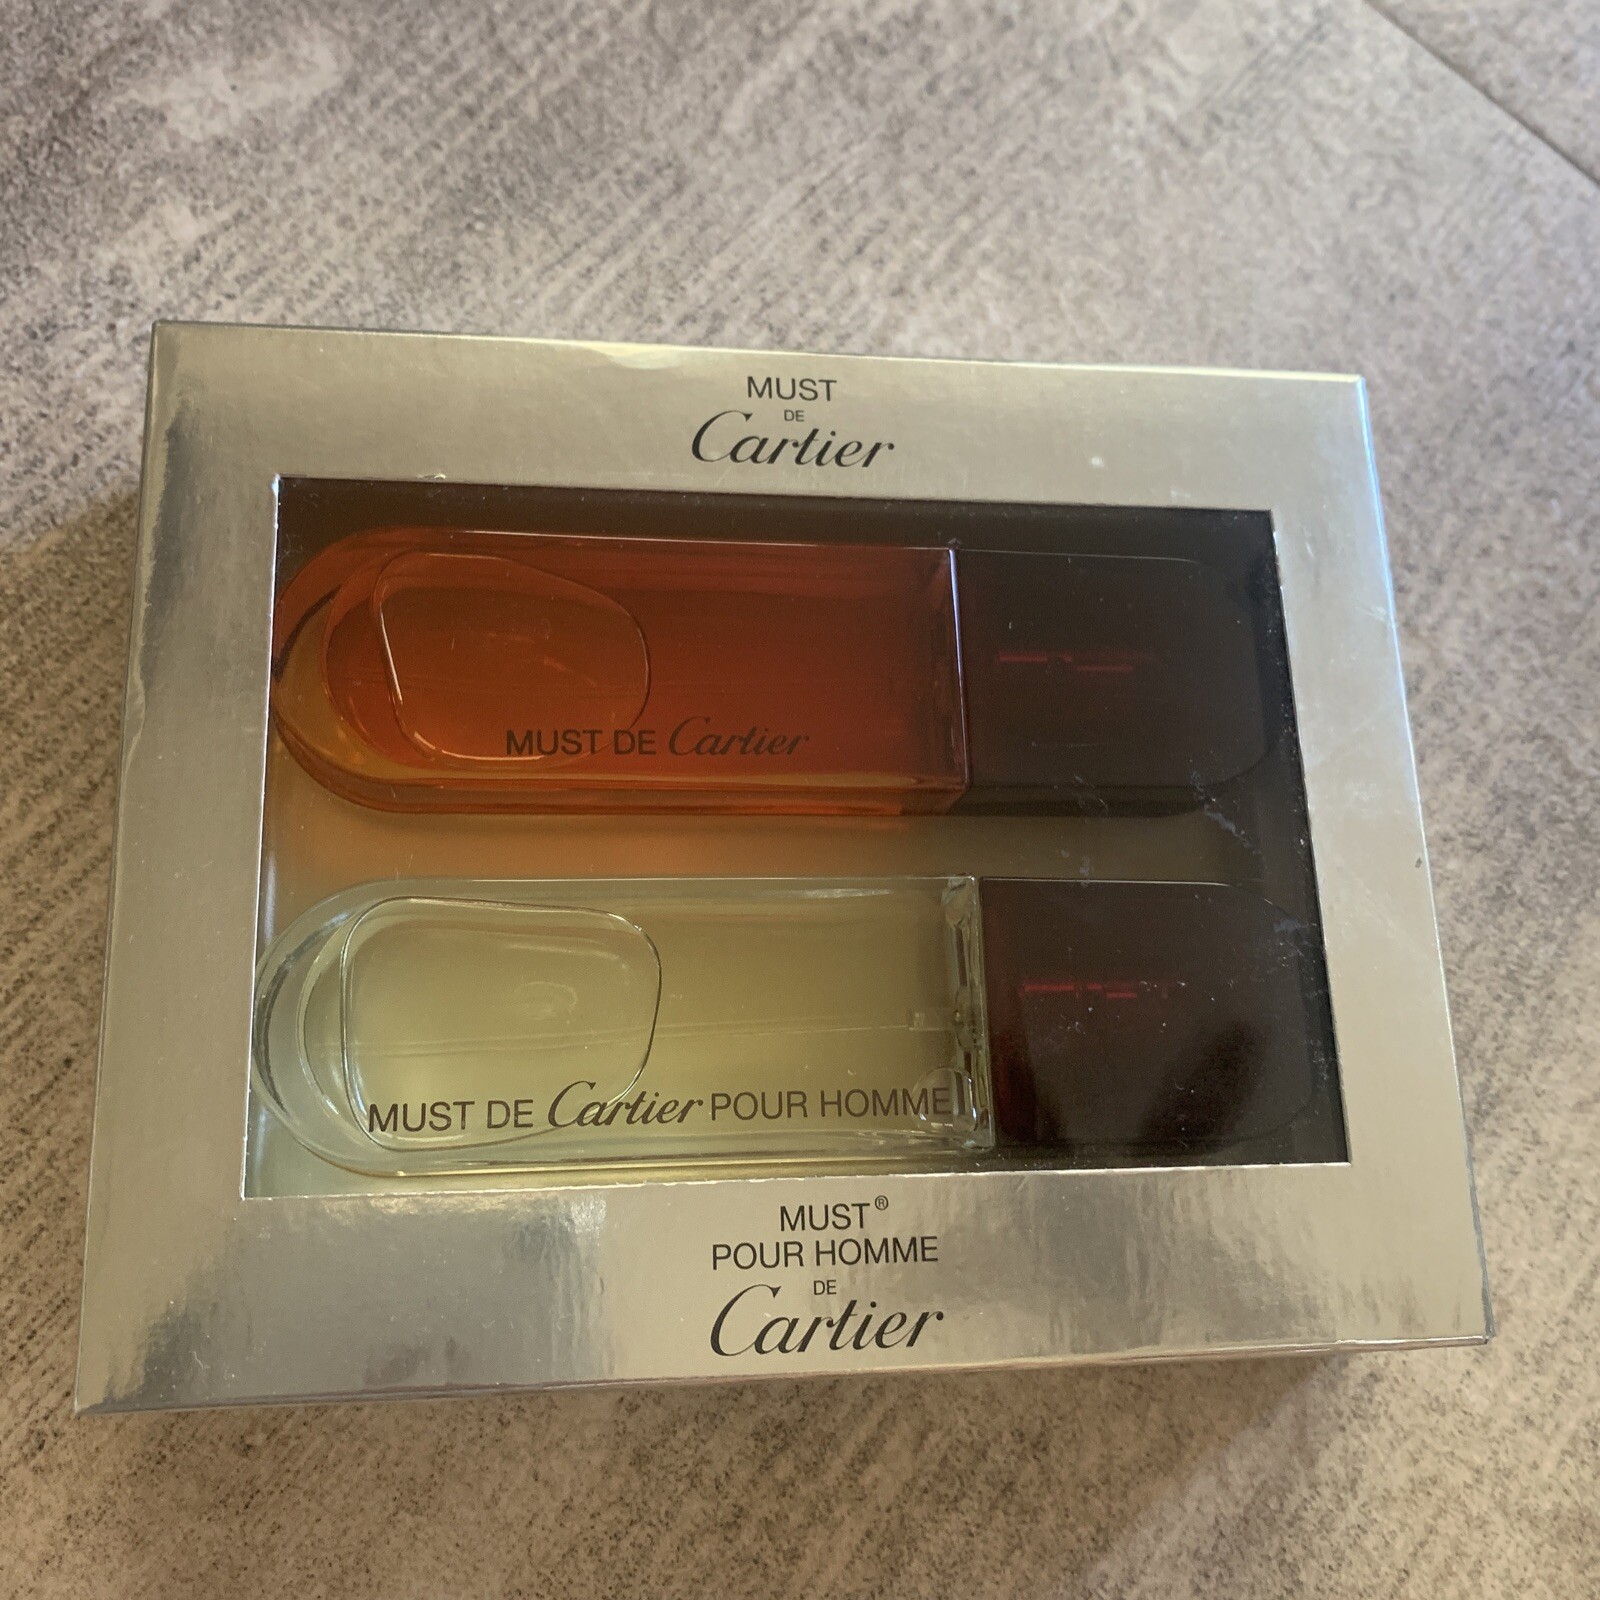 MUST
DE
Cartier
MUST DE Cartier
MUST DE Cartier POUR HOMME
MUST®
POUR HOMME
DE
Cartier